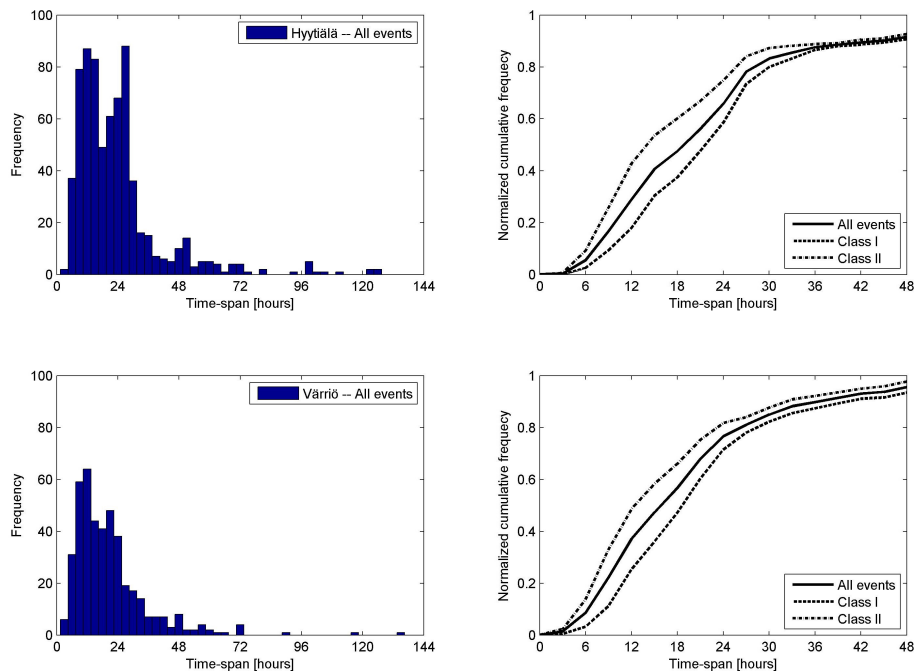 100
80
60
40
20
0
Frequency
Hyytiälä -- All events
0 24 48 72 96 120 144
Time-span [hours]
1
0.8
0.6
0.4
0.2
0
Normalized cumulative frequecy
All events
Class I
Class II
0 6 12 18 24 30 36 42 48
Time-span [hours]
100
80
60
40
20
0
Frequency
Värriö -- All events
0 24 48 72 96 120 144
Time-span [hours]
1
0.8
0.6
0.4
0.2
0
Normalized cumulative frequecy
All events
Class I
Class II
0 6 12 18 24 30 36 42 48
Time-span [hours]